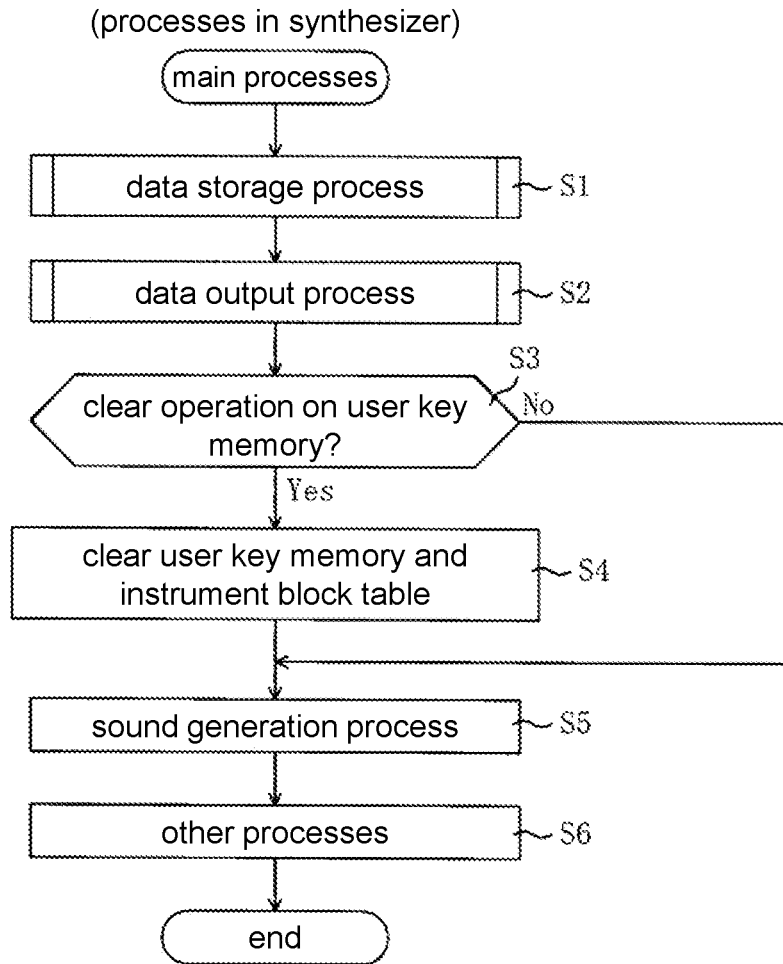 (processes in synthesizer)
main processes
data storage process
S1
data output process
S2
S3
clear operation on user key
memory?
No
Yes
clear user key memory and
instrument block table
S4
sound generation process
S5
other processes
S6
end